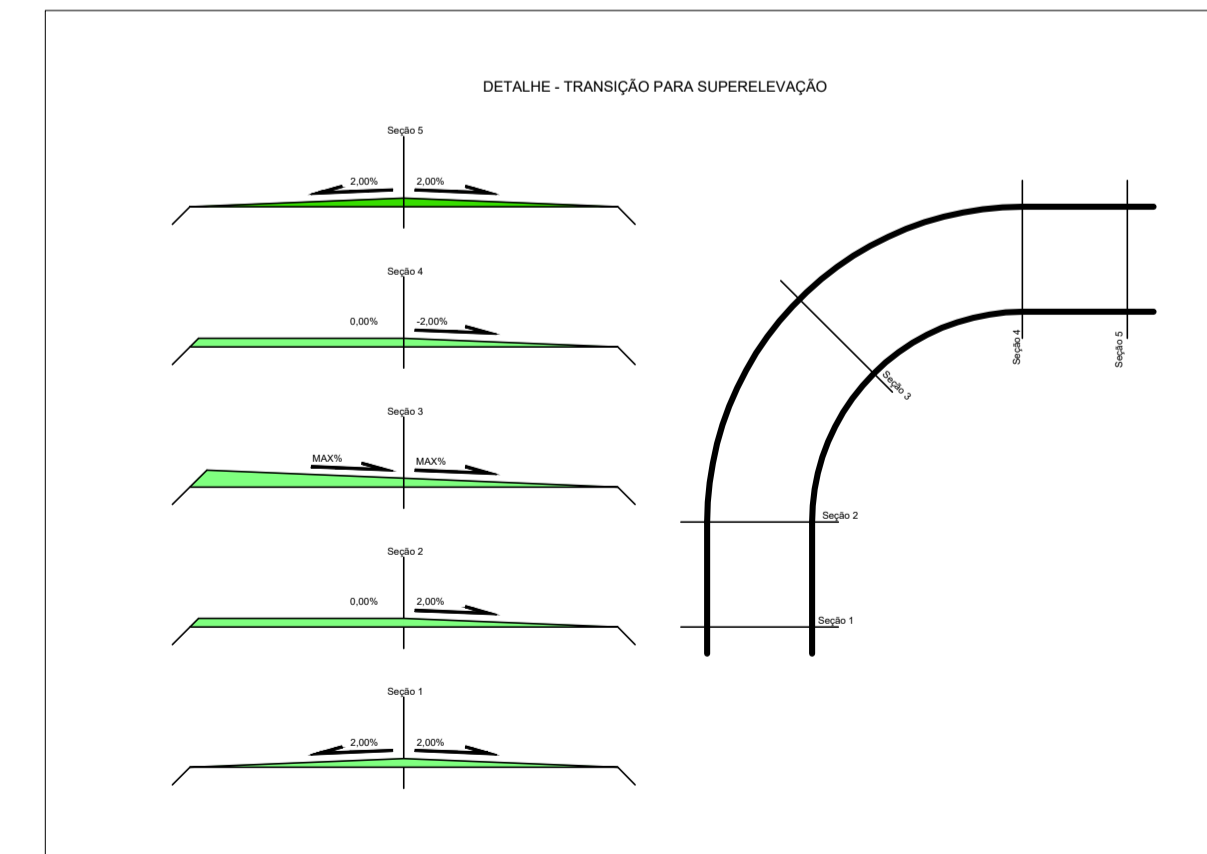 DETALHE - TRANSIÇÃO PARA SUPERELEVAÇÃO
Seção 5
2,00% 2,00%
Seção 4
0,00% -2,00%
Seção 3
MAX% MAX%
Seção 2
0,00% 2,00%
Seção 1
2,00% 2,00%
Seção 4
Seção 5
Seção 3
Seção 2
Seção 1